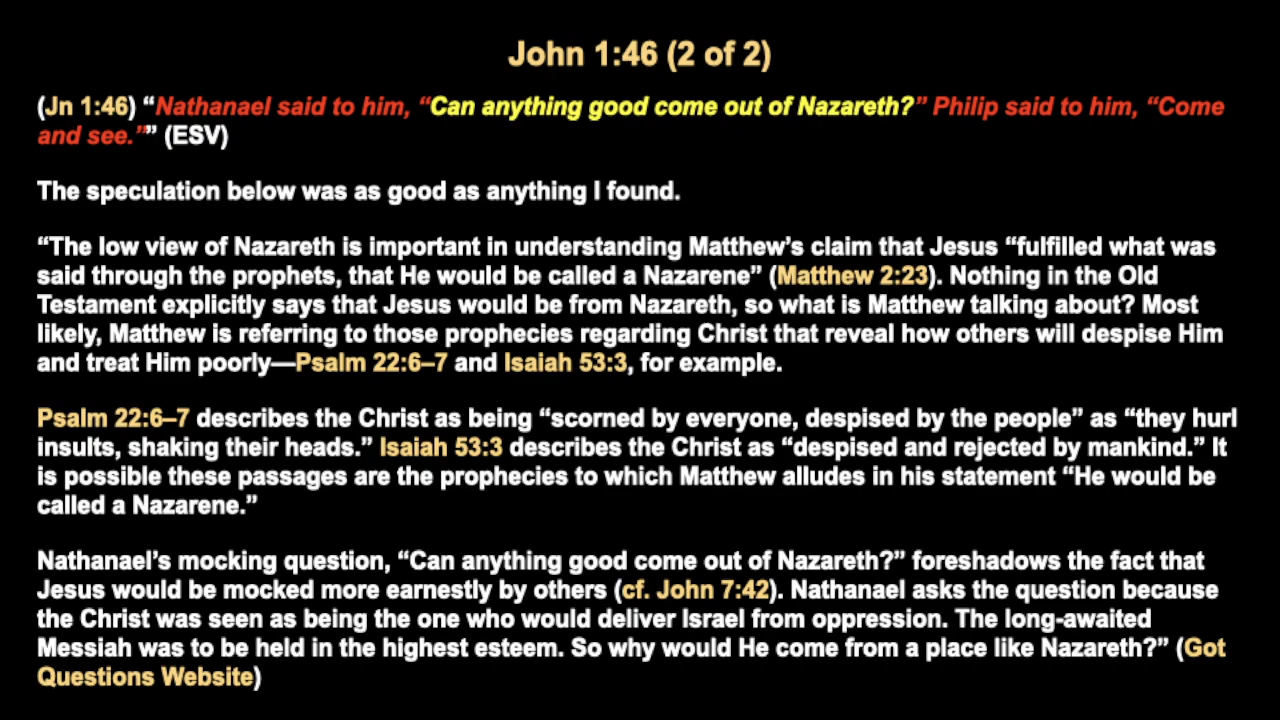 John 1:46 (2 of 2)
(Jn 1:46) “Nathanael said to him, “Can anything good come out of Nazareth?” Philip said to him, “Come
and see.”” (ESV)
The speculation below was as good as anything I found.
“The low view of Nazareth is important in understanding Matthew’s claim that Jesus “fulfilled what was
said through the prophets, that He would be called a Nazarene” (Matthew 2:23). Nothing in the Old
Testament explicitly says that Jesus would be from Nazareth, so what is Matthew talking about? Most
likely, Matthew is referring to those prophecies regarding Christ that reveal how others will despise Him
and treat Him poorly—Psalm 22:6–7 and Isaiah 53:3, for example.
Psalm 22:6–7 describes the Christ as being “scorned by everyone, despised by the people” as “they hurl
insults, shaking their heads.” Isaiah 53:3 describes the Christ as “despised and rejected by mankind.” It
is possible these passages are the prophecies to which Matthew alludes in his statement “He would be
called a Nazarene.”
Nathanael’s mocking question, “Can anything good come out of Nazareth?” foreshadows the fact that
Jesus would be mocked more earnestly by others (cf. John 7:42). Nathanael asks the question because
the Christ was seen as being the one who would deliver Israel from oppression. The long-awaited
Messiah was to be held in the highest esteem. So why would He come from a place like Nazareth?” (Got
Questions Website)